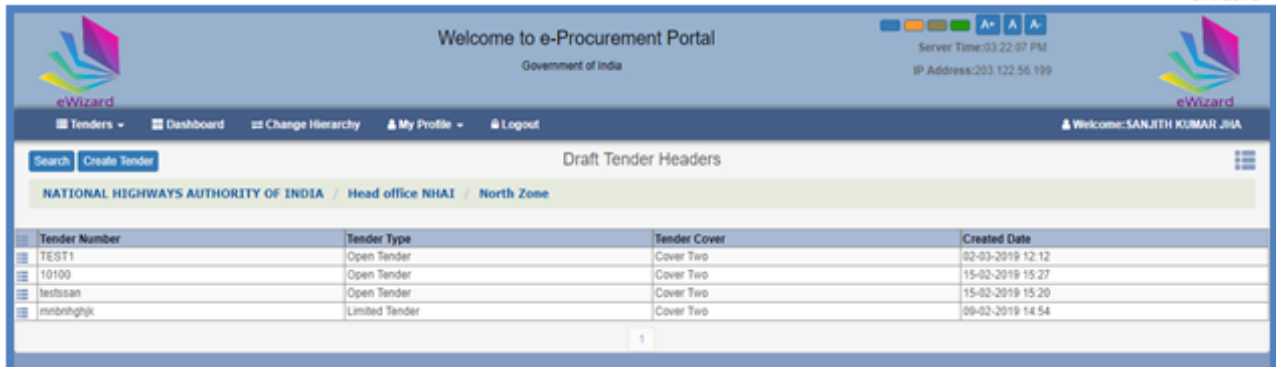 Welcome to e-Procurement Portal
Government of India
A+ A A-
Server Time:03:22:07 PM
IP Address:203.122.56.199
eWizard
eWizard
Tenders Dashboard Change Hierarchy My Profile Logout Welcome:SANJITH KUMAR JHA
Search Create Tender Draft Tender Headers
NATIONAL HIGHWAYS AUTHORITY OF INDIA / Head office NHAI / North Zone
Tender Number Tender Type Tender Cover Created Date
TEST1 Open Tender Cover Two 02-03-2019 12:12
10100 Open Tender Cover Two 15-02-2019 15:27
testssan Open Tender Cover Two 15-02-2019 15:20
mnbnhghjk Limited Tender Cover Two 09-02-2019 14:54
1